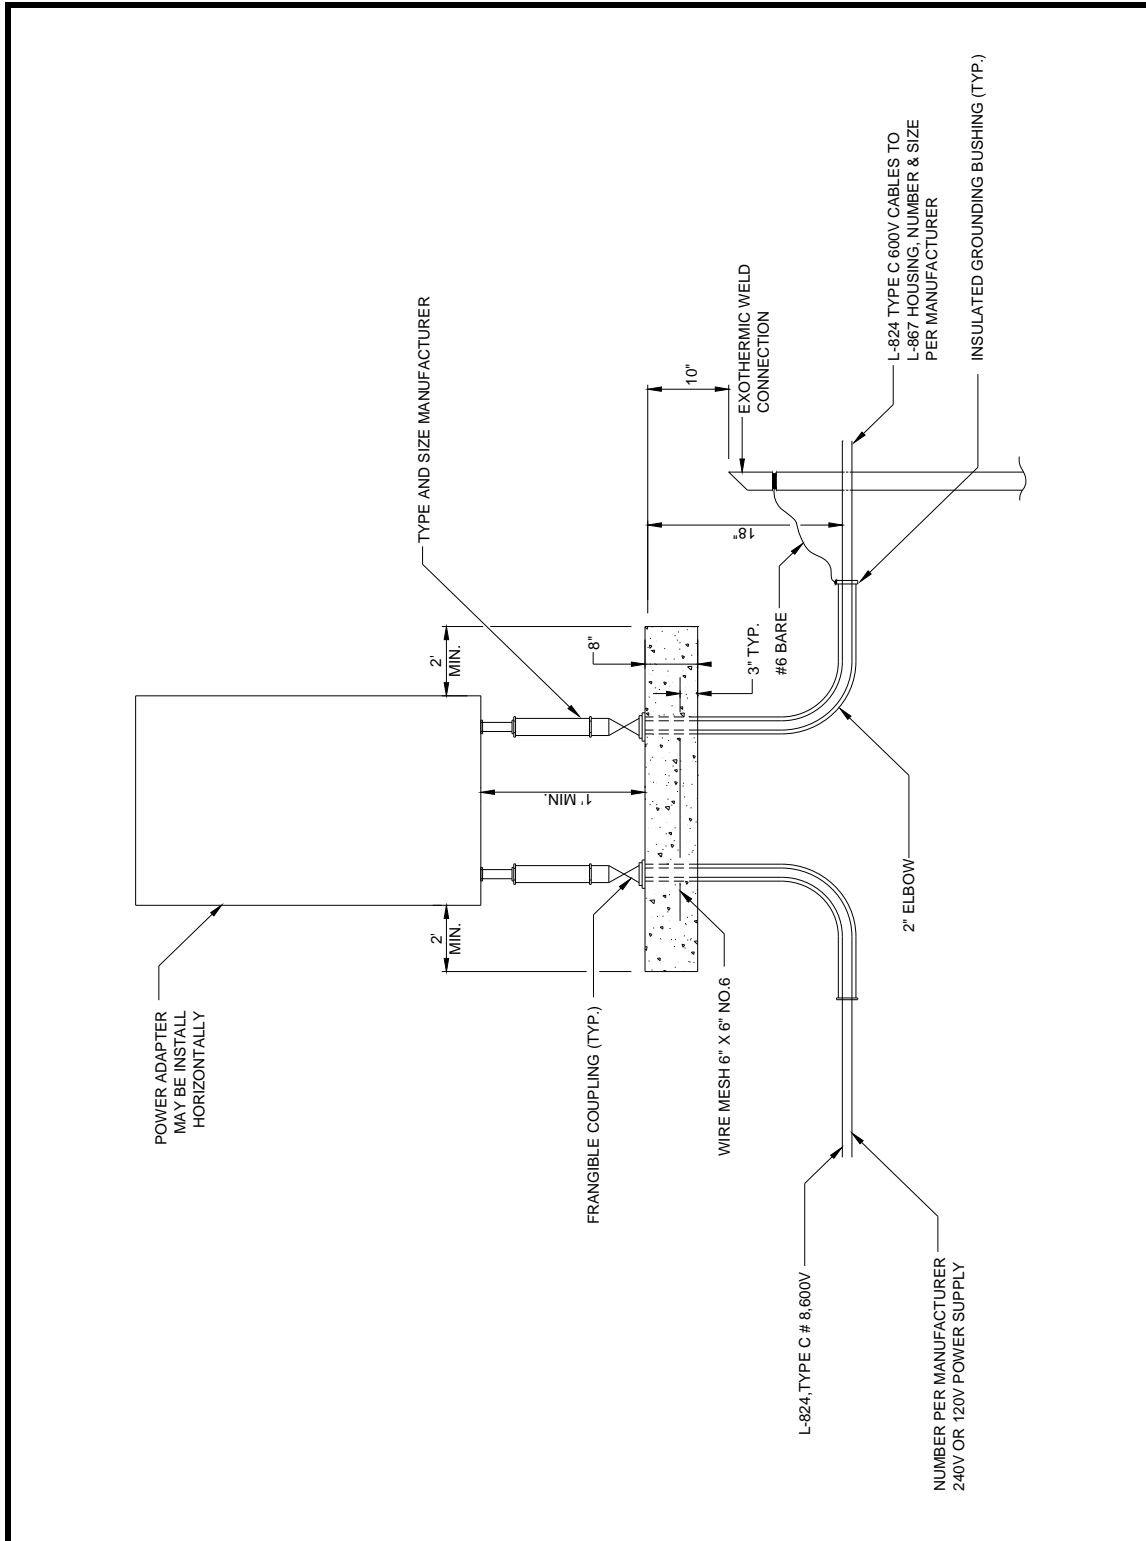 POWER ADAPTER
MAY BE INSTALL
HORIZONTALLY
TYPE AND SIZE MANUFACTURER
2'
MIN.
2'
MIN.
1' MIN.
FRANGIBLE COUPLING (TYP.)
8"
10"
EXOTHERMIC WELD
CONNECTION
18"
3" TYP.
#6 BARE
WIRE MESH 6" X 6" NO.6
L-824 TYPE C 600V CABLES TO
L-867 HOUSING, NUMBER & SIZE
PER MANUFACTURER
INSULATED GROUNDING BUSHING (TYP.)
2" ELBOW
L-824,TYPE C # 8,600V
NUMBER PER MANUFACTURER
240V OR 120V POWER SUPPLY